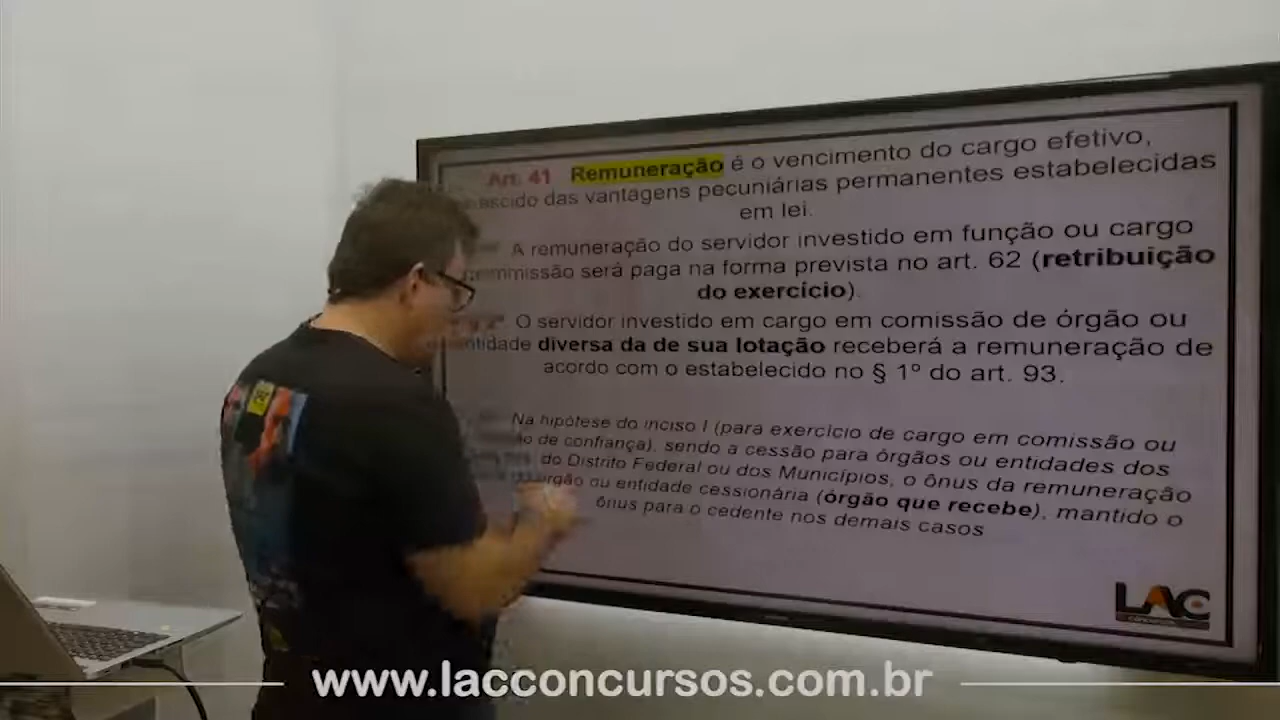 Art. 41 Remuneração é o vencimento do cargo efetivo,
das vantagens pecuniárias permanentes estabelecidas
em lei.
A remuneração do servidor investido em função ou cargo
será paga na forma prevista no art. 62 (retribuição
do exercício).
O servidor investido em cargo em comissão de órgão ou
entidade diversa da de sua lotação receberá a remuneração de
acordo com o estabelecido no § 1º do art. 93.
Na hipótese do inciso I (para exercício de cargo em comissão ou
de confiança), sendo a cessão para órgãos ou entidades dos
do Distrito Federal ou dos Municípios, o ônus da remuneração
órgão ou entidade cessionária (órgão que recebe), mantido o
ônus para o cedente nos demais casos
LAC
www.lacconcursos.com.br